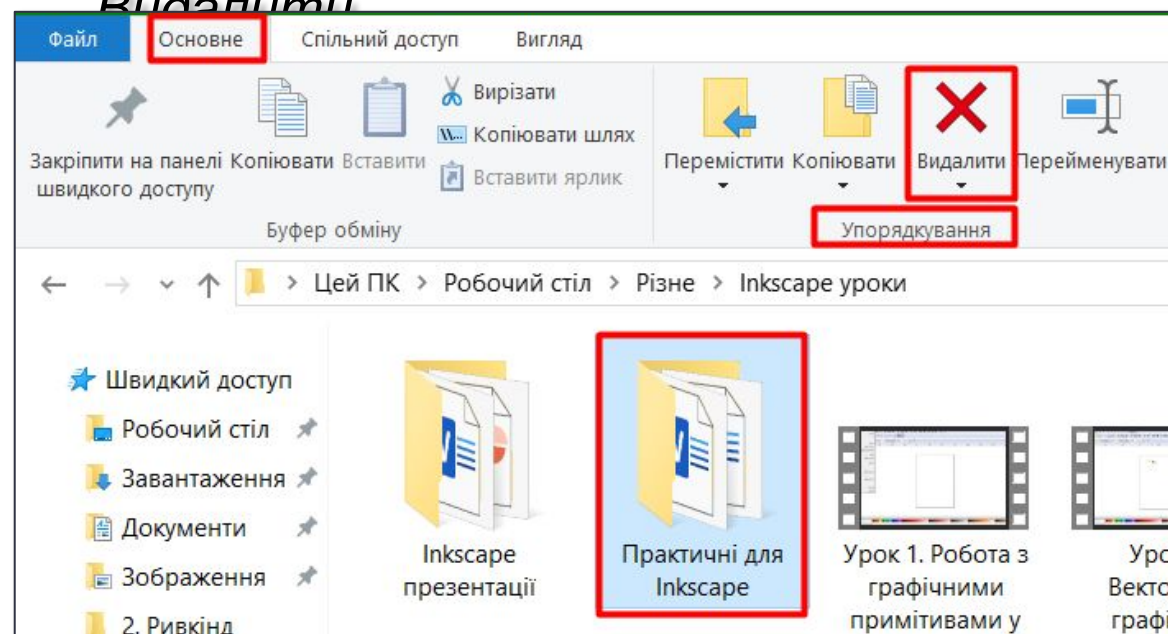 Видалити
Файл Основне Спільний доступ Вигляд
Закріпити на панелі швидкого доступу
Копіювати
Вставити
Вирізати
Копіювати шлях
Вставити ярлик
Буфер обміну
Перемістити
Копіювати
Видалити
Перейменувати
Упорядкування
Цей ПК > Робочий стіл > Різне > Inkscape уроки
Швидкий доступ
Робочий стіл
Завантаження
Документи
Зображення
2. Ривкінд
Inkscape
презентації
Практичні для
Inkscape
Урок 1. Робота з
графічними
примітивами у